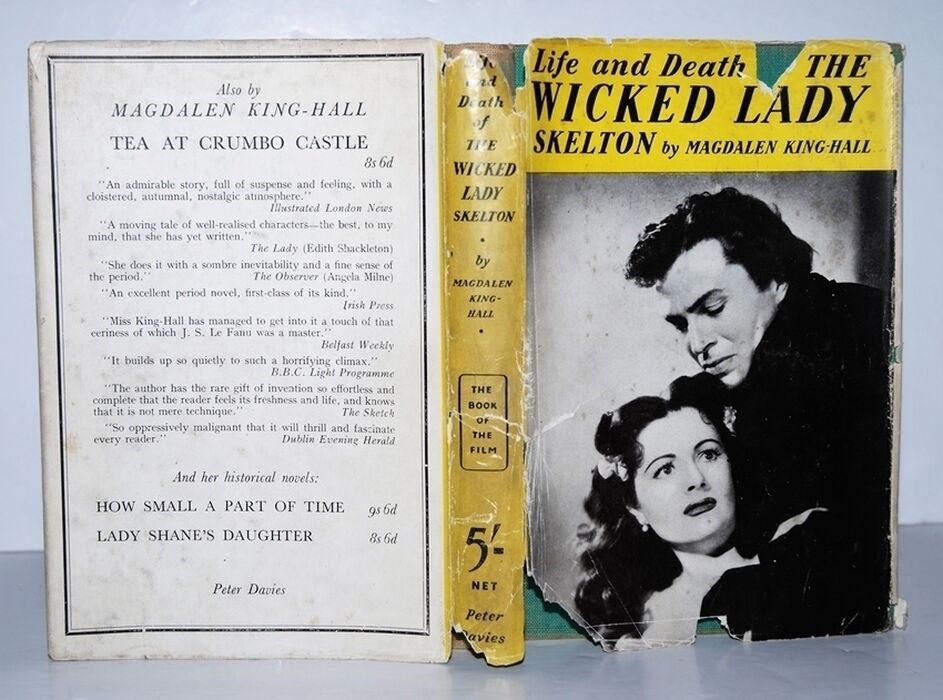 Also by
MAGDALEN KING-HALL
TEA AT CRUMBO CASTLE
8s 6d
"An admirable story, full of suspense and feeling, with a
cloistered, autumnal, nostalgic atmosphere."
Illustrated London News
"A moving tale of well-realised characters—the best, to my
mind, that she has yet written."
The Lady (Edith Shackleton)
"She does it with a sombre inevitability and a fine sense of
the period." The Observer (Angela Milne)
"An excellent period novel, first-class of its kind."
Irish Press
"Miss King-Hall has managed to get into it a touch of that
eeriness of which J. S. Le Fanu was a master."
Belfast Weekly
"It builds up so quietly to such a horrifying climax."
B.B.C. Light Programme
"The author has the rare gift of invention so effortless and
complete that the reader feels its freshness and life, and knows
that it is not mere technique." The Sketch
"So oppressively malignant that it will thrill and fascinate
every reader." Dublin Evening Herald
And her historical novels:
HOW SMALL A PART OF TIME 9s 6d
LADY SHANE'S DAUGHTER 8s 6d
Peter Davies
and
Death
of
THE
WICKED
LADY
SKELTON
by
MAGDALEN
KING-
HALL
THE
BOOK
OF
THE
FILM
5/-
NET
Peter
Davies
Life and Death THE
WICKED LADY
SKELTON by MAGDALEN KING-HALL